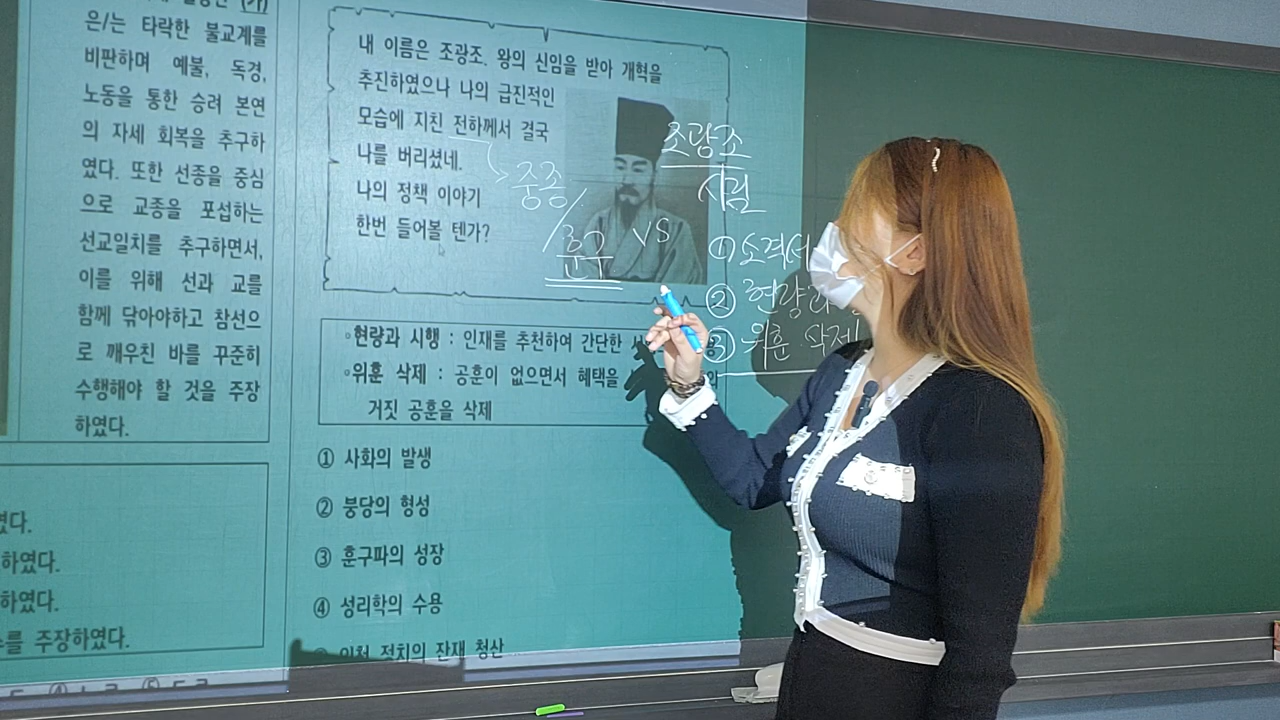 (가)
은/는 타락한 불교계를
비판하며 예불, 독경,
노동을 통한 승려 본연
의 자세 회복을 추구하
였다. 또한 선종을 중심
으로 교종을 포섭하는
선교일치를 추구하면서,
이를 위해 선과 교를
함께 닦아야하고 참선으
로 깨우친 바를 꾸준히
수행해야 할 것을 주장
하였다.
였다.
하였다.
하였다.
를 주장하였다.
내 이름은 조광조. 왕의 신임을 받아 개혁을
추진하였으나 나의 급진적인
모습에 지친 전하께서 결국
나를 버리셨네.
나의 정책 이야기
한번 들어볼 텐가?
중종
훈구 VS
조광조
사림
① 소격서
② 현량과
③ 위훈 삭제
◦현량과 시행 : 인재를 추천하여 간단한
◦위훈 삭제 : 공훈이 없으면서 혜택을
거짓 공훈을 삭제
① 사화의 발생
② 붕당의 형성
③ 훈구파의 성장
④ 성리학의 수용
정치의 잔재 청산